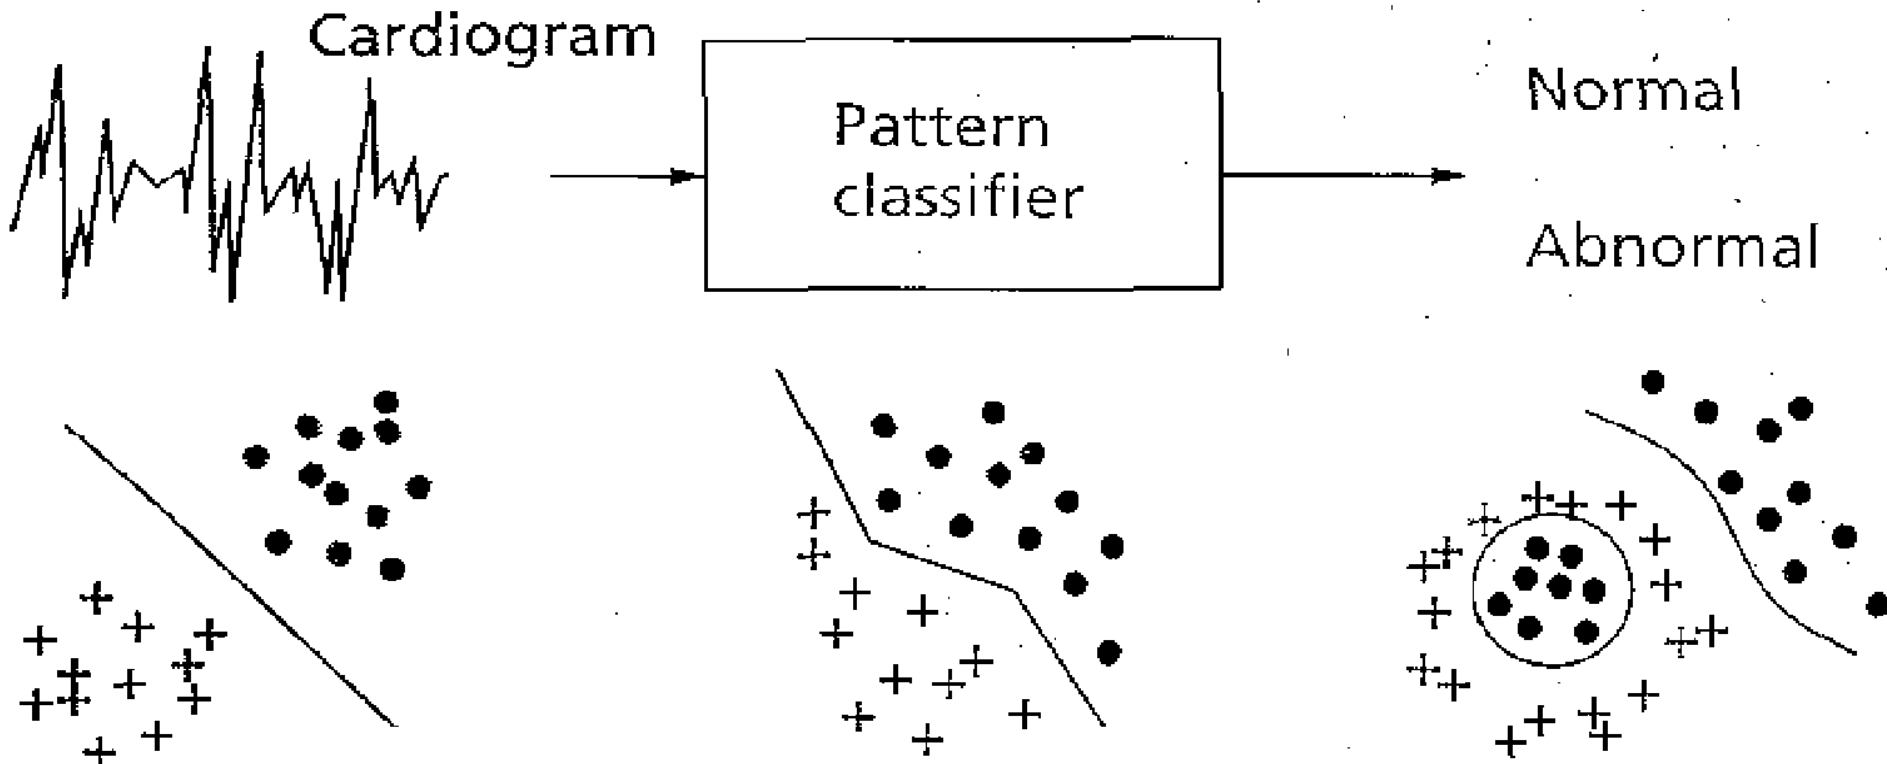 Cardiogram
Pattern
classifier
Normal
Abnormal